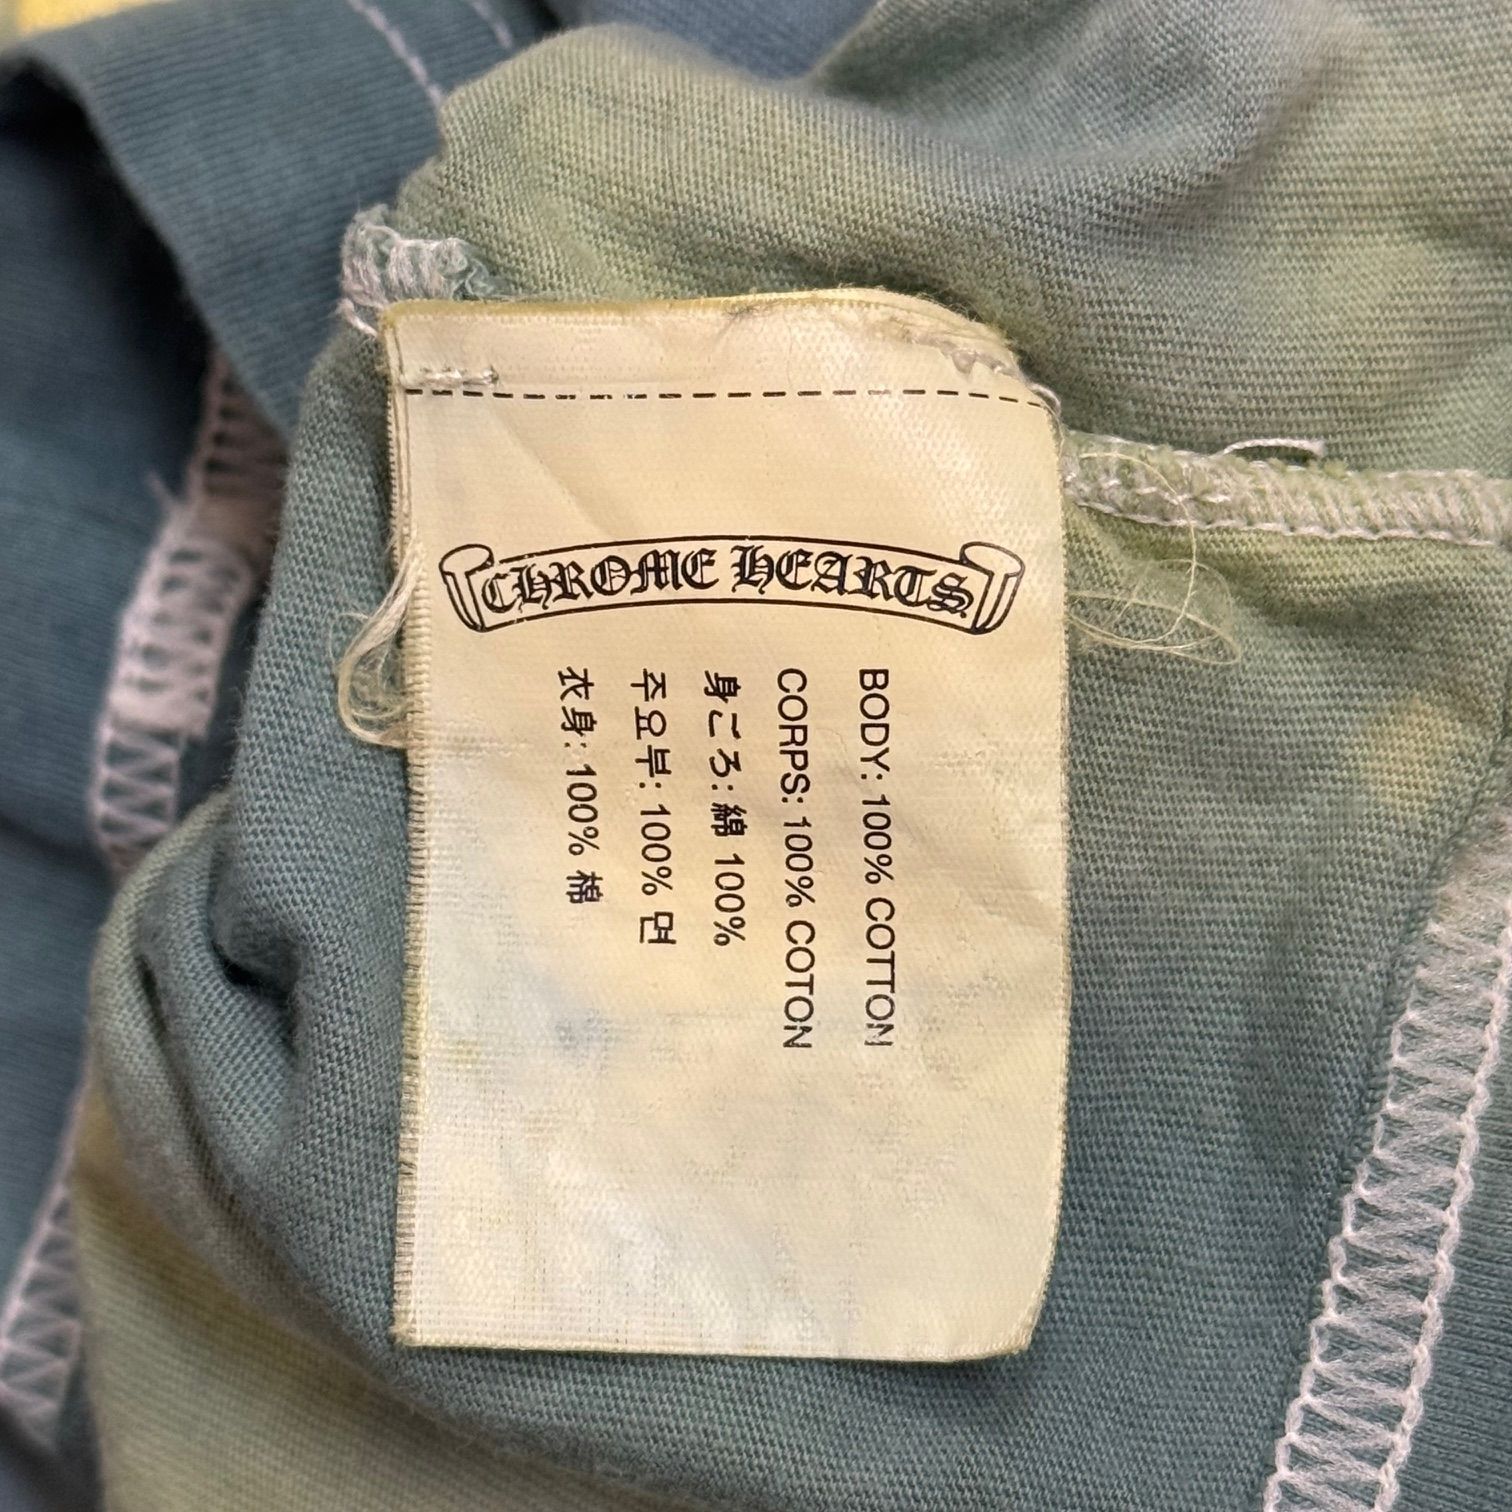 CHROME HEARTS
BODY: 100% COTTON
CORPS: 100% COTON
身ごろ: 綿 100%
주요부: 100% 면
衣身: 100% 棉